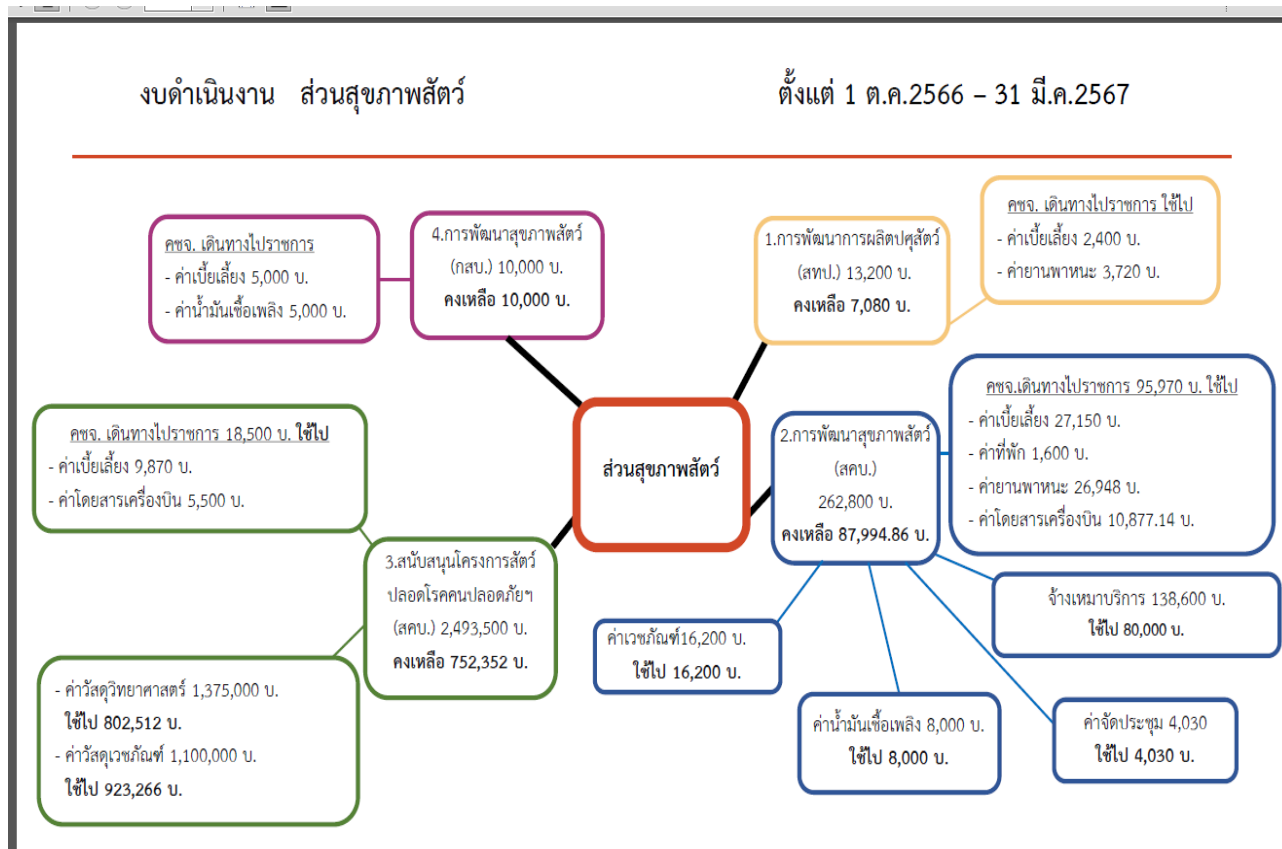 งบดำเนินงาน ส่วนสุขภาพสัตว์
ตั้งแต่ 1 ต.ค.2566 – 31 มี.ค.2567
คชจ. เดินทางไปราชการ
- ค่าเบี้ยเลี้ยง 5,000 บ.
- ค่าน้ำมันเชื้อเพลิง 5,000 บ.
4.การพัฒนาสุขภาพสัตว์
(กสบ.) 10,000 บ.
คงเหลือ 10,000 บ.
1.การพัฒนาการผลิตปศุสัตว์
(สทป.) 13,200 บ.
คงเหลือ 7,080 บ.
คชจ. เดินทางไปราชการ ใช้ไป
- ค่าเบี้ยเลี้ยง 2,400 บ.
- ค่ายานพาหนะ 3,720 บ.
คชจ. เดินทางไปราชการ 18,500 บ. ใช้ไป
- ค่าเบี้ยเลี้ยง 9,870 บ.
- ค่าโดยสารเครื่องบิน 5,500 บ.
ส่วนสุขภาพสัตว์
2.การพัฒนาสุขภาพสัตว์
(สคบ.)
262,800 บ.
คงเหลือ 87,994.86 บ.
คชจ.เดินทางไปราชการ 95,970 บ. ใช้ไป
- ค่าเบี้ยเลี้ยง 27,150 บ.
- ค่าที่พัก 1,600 บ.
- ค่ายานพาหนะ 26,948 บ.
- ค่าโดยสารเครื่องบิน 10,877.14 บ.
3.สนับสนุนโครงการสัตว์
ปลอดโรคคนปลอดภัยฯ
(สคบ.) 2,493,500 บ.
คงเหลือ 752,352 บ.
- ค่าวัสดุวิทยาศาสตร์ 1,375,000 บ.
ใช้ไป 802,512 บ.
- ค่าวัสดุเวชภัณฑ์ 1,100,000 บ.
ใช้ไป 923,266 บ.
ค่าเวชภัณฑ์16,200 บ.
ใช้ไป 16,200 บ.
ค่าน้ำมันเชื้อเพลิง 8,000 บ.
ใช้ไป 8,000 บ.
จ้างเหมาบริการ 138,600 บ.
ใช้ไป 80,000 บ.
ค่าจัดประชุม 4,030
ใช้ไป 4,030 บ.